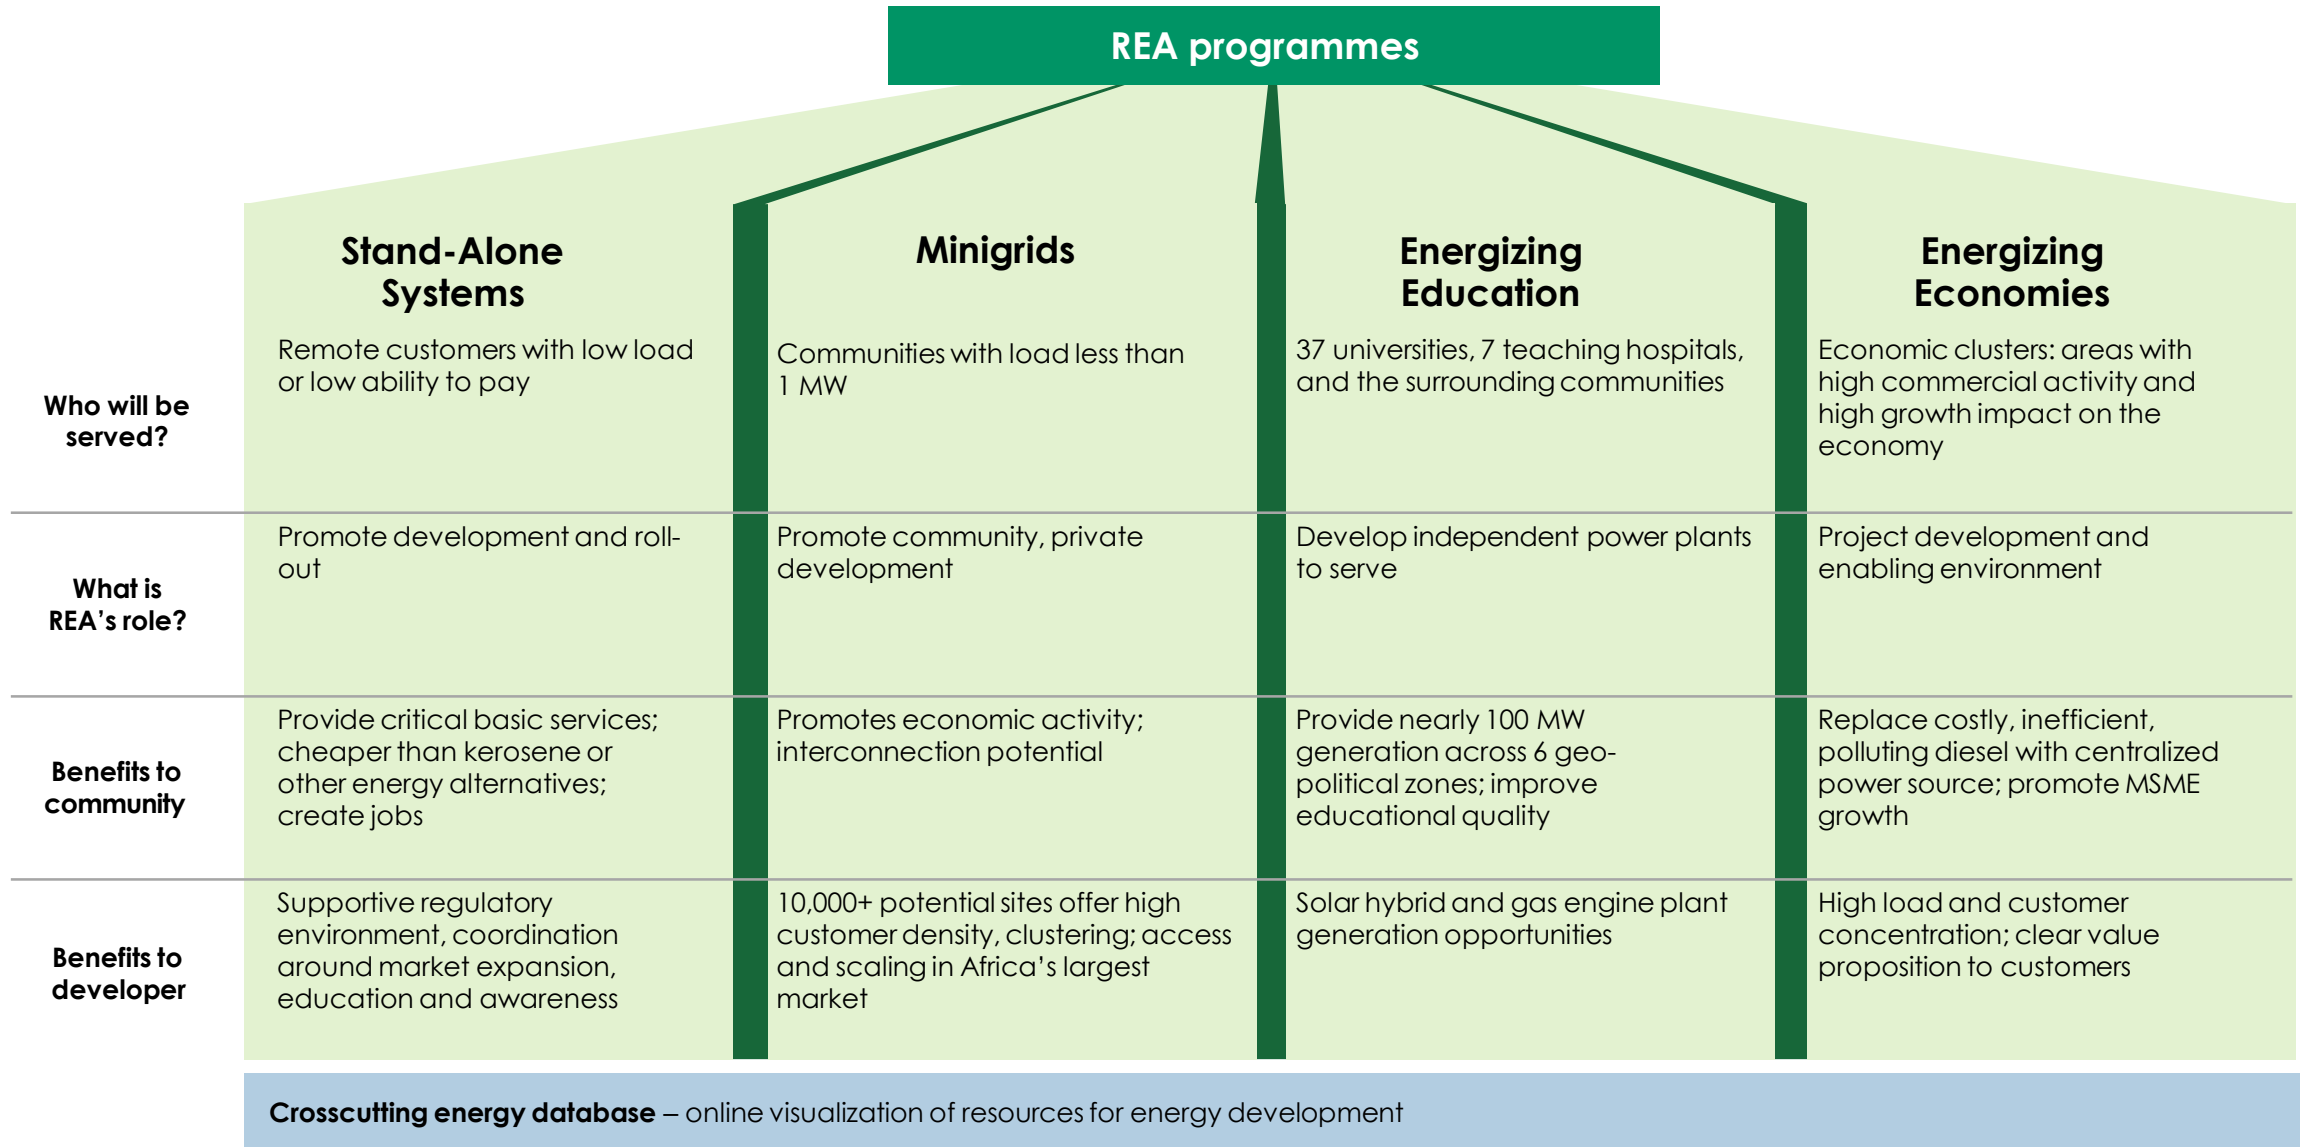 REA programmes
Stand-Alone
Systems
Minigrids
Energizing
Education
Energizing
Economies
Who will be
served?
Remote customers with low load
or low ability to pay
Communities with load less than
1 MW
37 universities, 7 teaching hospitals,
and the surrounding communities
Economic clusters: areas with
high commercial activity and
high growth impact on the
economy
What is
REA's role?
Promote development and roll-
out
Promote community, private
development
Develop independent power plants
to serve
Project development and
enabling environment
Benefits to
community
Provide critical basic services;
cheaper than kerosene or
other energy alternatives;
create jobs
Promotes economic activity;
interconnection potential
Provide nearly 100 MW
generation across 6 geo-
political zones; improve
educational quality
Replace costly, inefficient,
polluting diesel with centralized
power source; promote MSME
growth
Benefits to
developer
Supportive regulatory
environment, coordination
around market expansion,
education and awareness
10,000+ potential sites offer high
customer density, clustering; access
and scaling in Africa's largest
market
Solar hybrid and gas engine plant
generation opportunities
High load and customer
concentration; clear value
proposition to customers
Crosscutting energy database – online visualization of resources for energy development